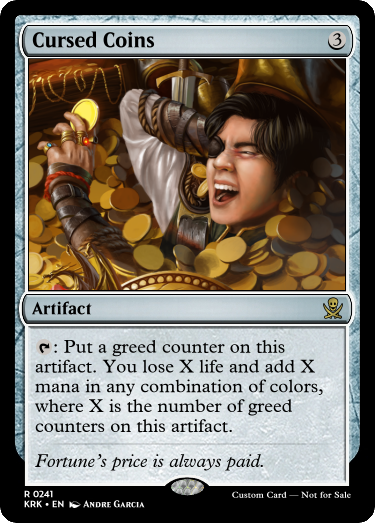 Cursed Coins 3
Artifact
: Put a greed counter on this
artifact. You lose X life and add X
mana in any combination of colors,
where X is the number of greed
counters on this artifact.
Fortune's price is always paid.
R 0241
KRK • EN Andre Garcia
Custom Card — Not for Sale